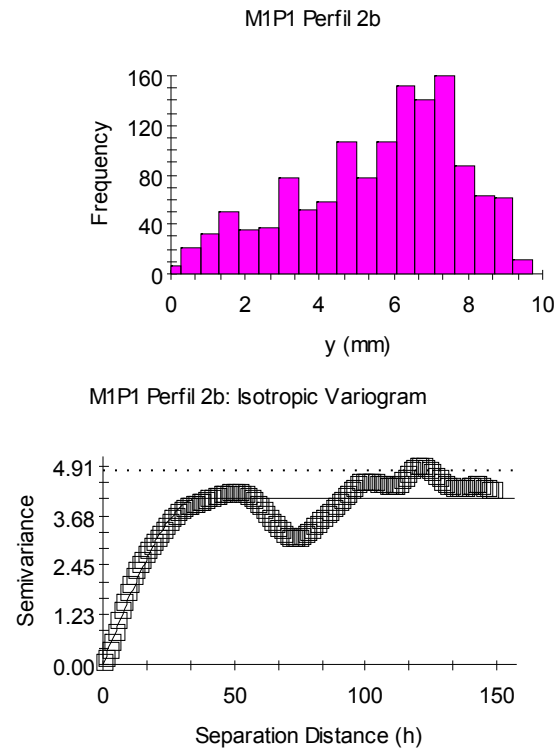 M1P1 Perfil 2b
160
120
80
40
0
Frequency
0 2 4 6 8 10
y (mm)
M1P1 Perfil 2b: Isotropic Variogram
4.91
3.68
2.45
1.23
0.00
Semivariance
0 50 100 150
Separation Distance (h)